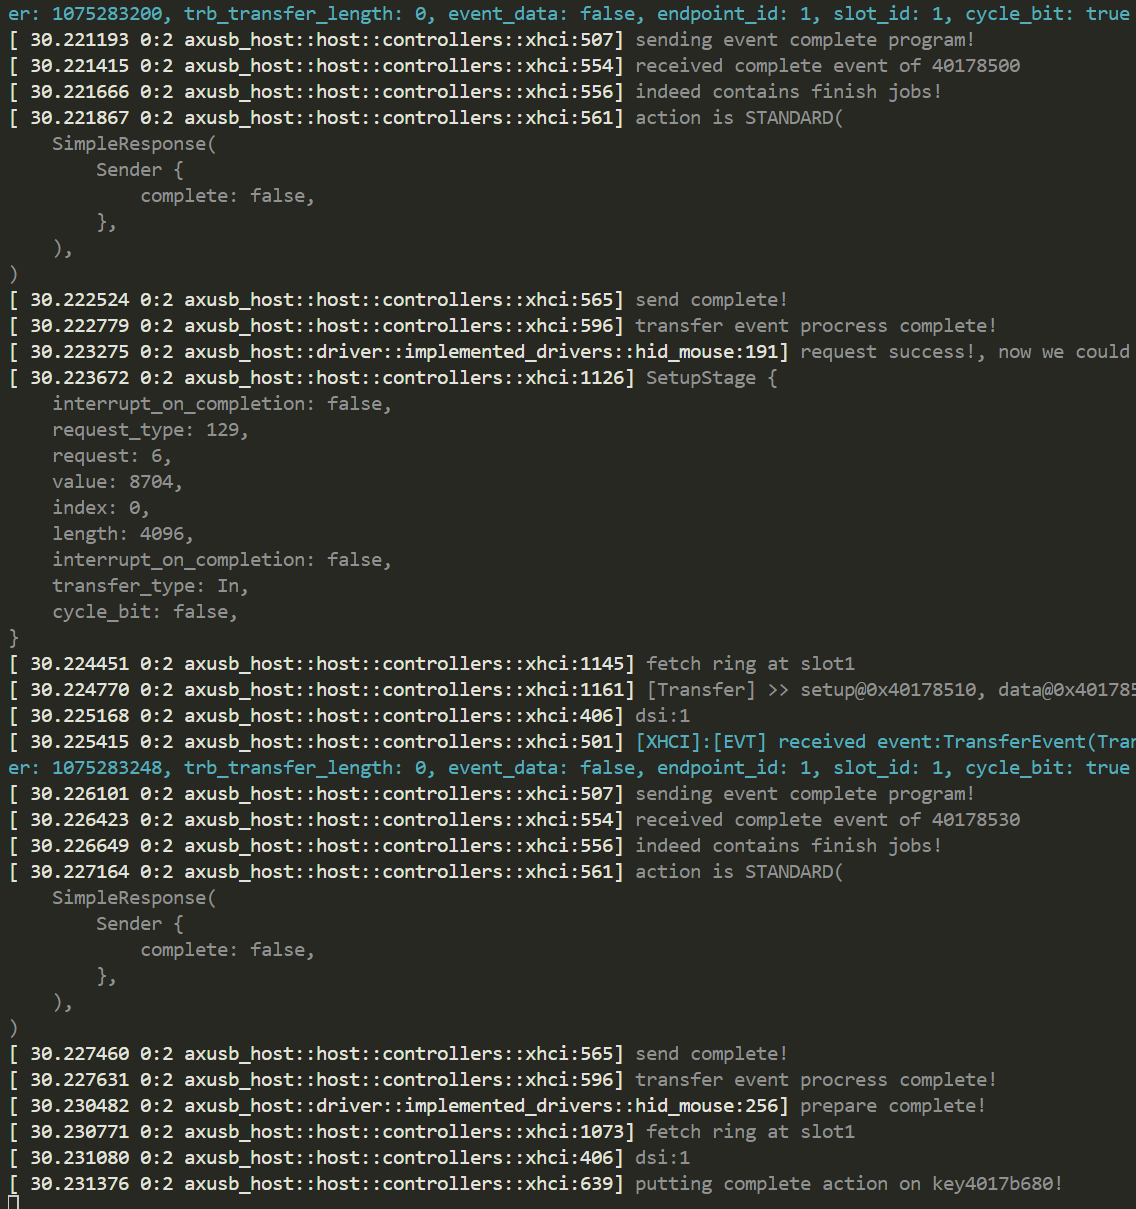 er: 1075283200, trb_transfer_length: 0, event_data: false, endpoint_id: 1, slot_id: 1, cycle_bit: true
[ 30.221193 0:2 axusb_host::host::controllers::xhci:507] sending event complete program!
[ 30.221415 0:2 axusb_host::host::controllers::xhci:554] received complete event of 40178500
[ 30.221666 0:2 axusb_host::host::controllers::xhci:556] indeed contains finish jobs!
[ 30.221867 0:2 axusb_host::host::controllers::xhci:561] action is STANDARD(
    SimpleResponse(
        Sender {
            complete: false,
        },
    ),
)
[ 30.222524 0:2 axusb_host::host::controllers::xhci:565] send complete!
[ 30.222779 0:2 axusb_host::host::controllers::xhci:596] transfer event procress complete!
[ 30.223275 0:2 axusb_host::driver::implemented_drivers::hid_mouse:191] request success!, now we could
[ 30.223672 0:2 axusb_host::host::controllers::xhci:1126] SetupStage {
    interrupt_on_completion: false,
    request_type: 129,
    request: 6,
    value: 8704,
    index: 0,
    length: 4096,
    interrupt_on_completion: false,
    transfer_type: In,
    cycle_bit: false,
}
[ 30.224451 0:2 axusb_host::host::controllers::xhci:1145] fetch ring at slot1
[ 30.224770 0:2 axusb_host::host::controllers::xhci:1161] [Transfer] >> setup@0x40178510, data@0x401785
[ 30.225168 0:2 axusb_host::host::controllers::xhci:406] dsi:1
[ 30.225415 0:2 axusb_host::host::controllers::xhci:501] [XHCI]:[EVT] received event:TransferEvent(Tran
er: 1075283248, trb_transfer_length: 0, event_data: false, endpoint_id: 1, slot_id: 1, cycle_bit: true
[ 30.226101 0:2 axusb_host::host::controllers::xhci:507] sending event complete program!
[ 30.226423 0:2 axusb_host::host::controllers::xhci:554] received complete event of 40178530
[ 30.226649 0:2 axusb_host::host::controllers::xhci:556] indeed contains finish jobs!
[ 30.227164 0:2 axusb_host::host::controllers::xhci:561] action is STANDARD(
    SimpleResponse(
        Sender {
            complete: false,
        },
    ),
)
[ 30.227460 0:2 axusb_host::host::controllers::xhci:565] send complete!
[ 30.227631 0:2 axusb_host::host::controllers::xhci:596] transfer event procress complete!
[ 30.230482 0:2 axusb_host::driver::implemented_drivers::hid_mouse:256] prepare complete!
[ 30.230771 0:2 axusb_host::host::controllers::xhci:1073] fetch ring at slot1
[ 30.231080 0:2 axusb_host::host::controllers::xhci:406] dsi:1
[ 30.231376 0:2 axusb_host::host::controllers::xhci:639] putting complete action on key4017b680!